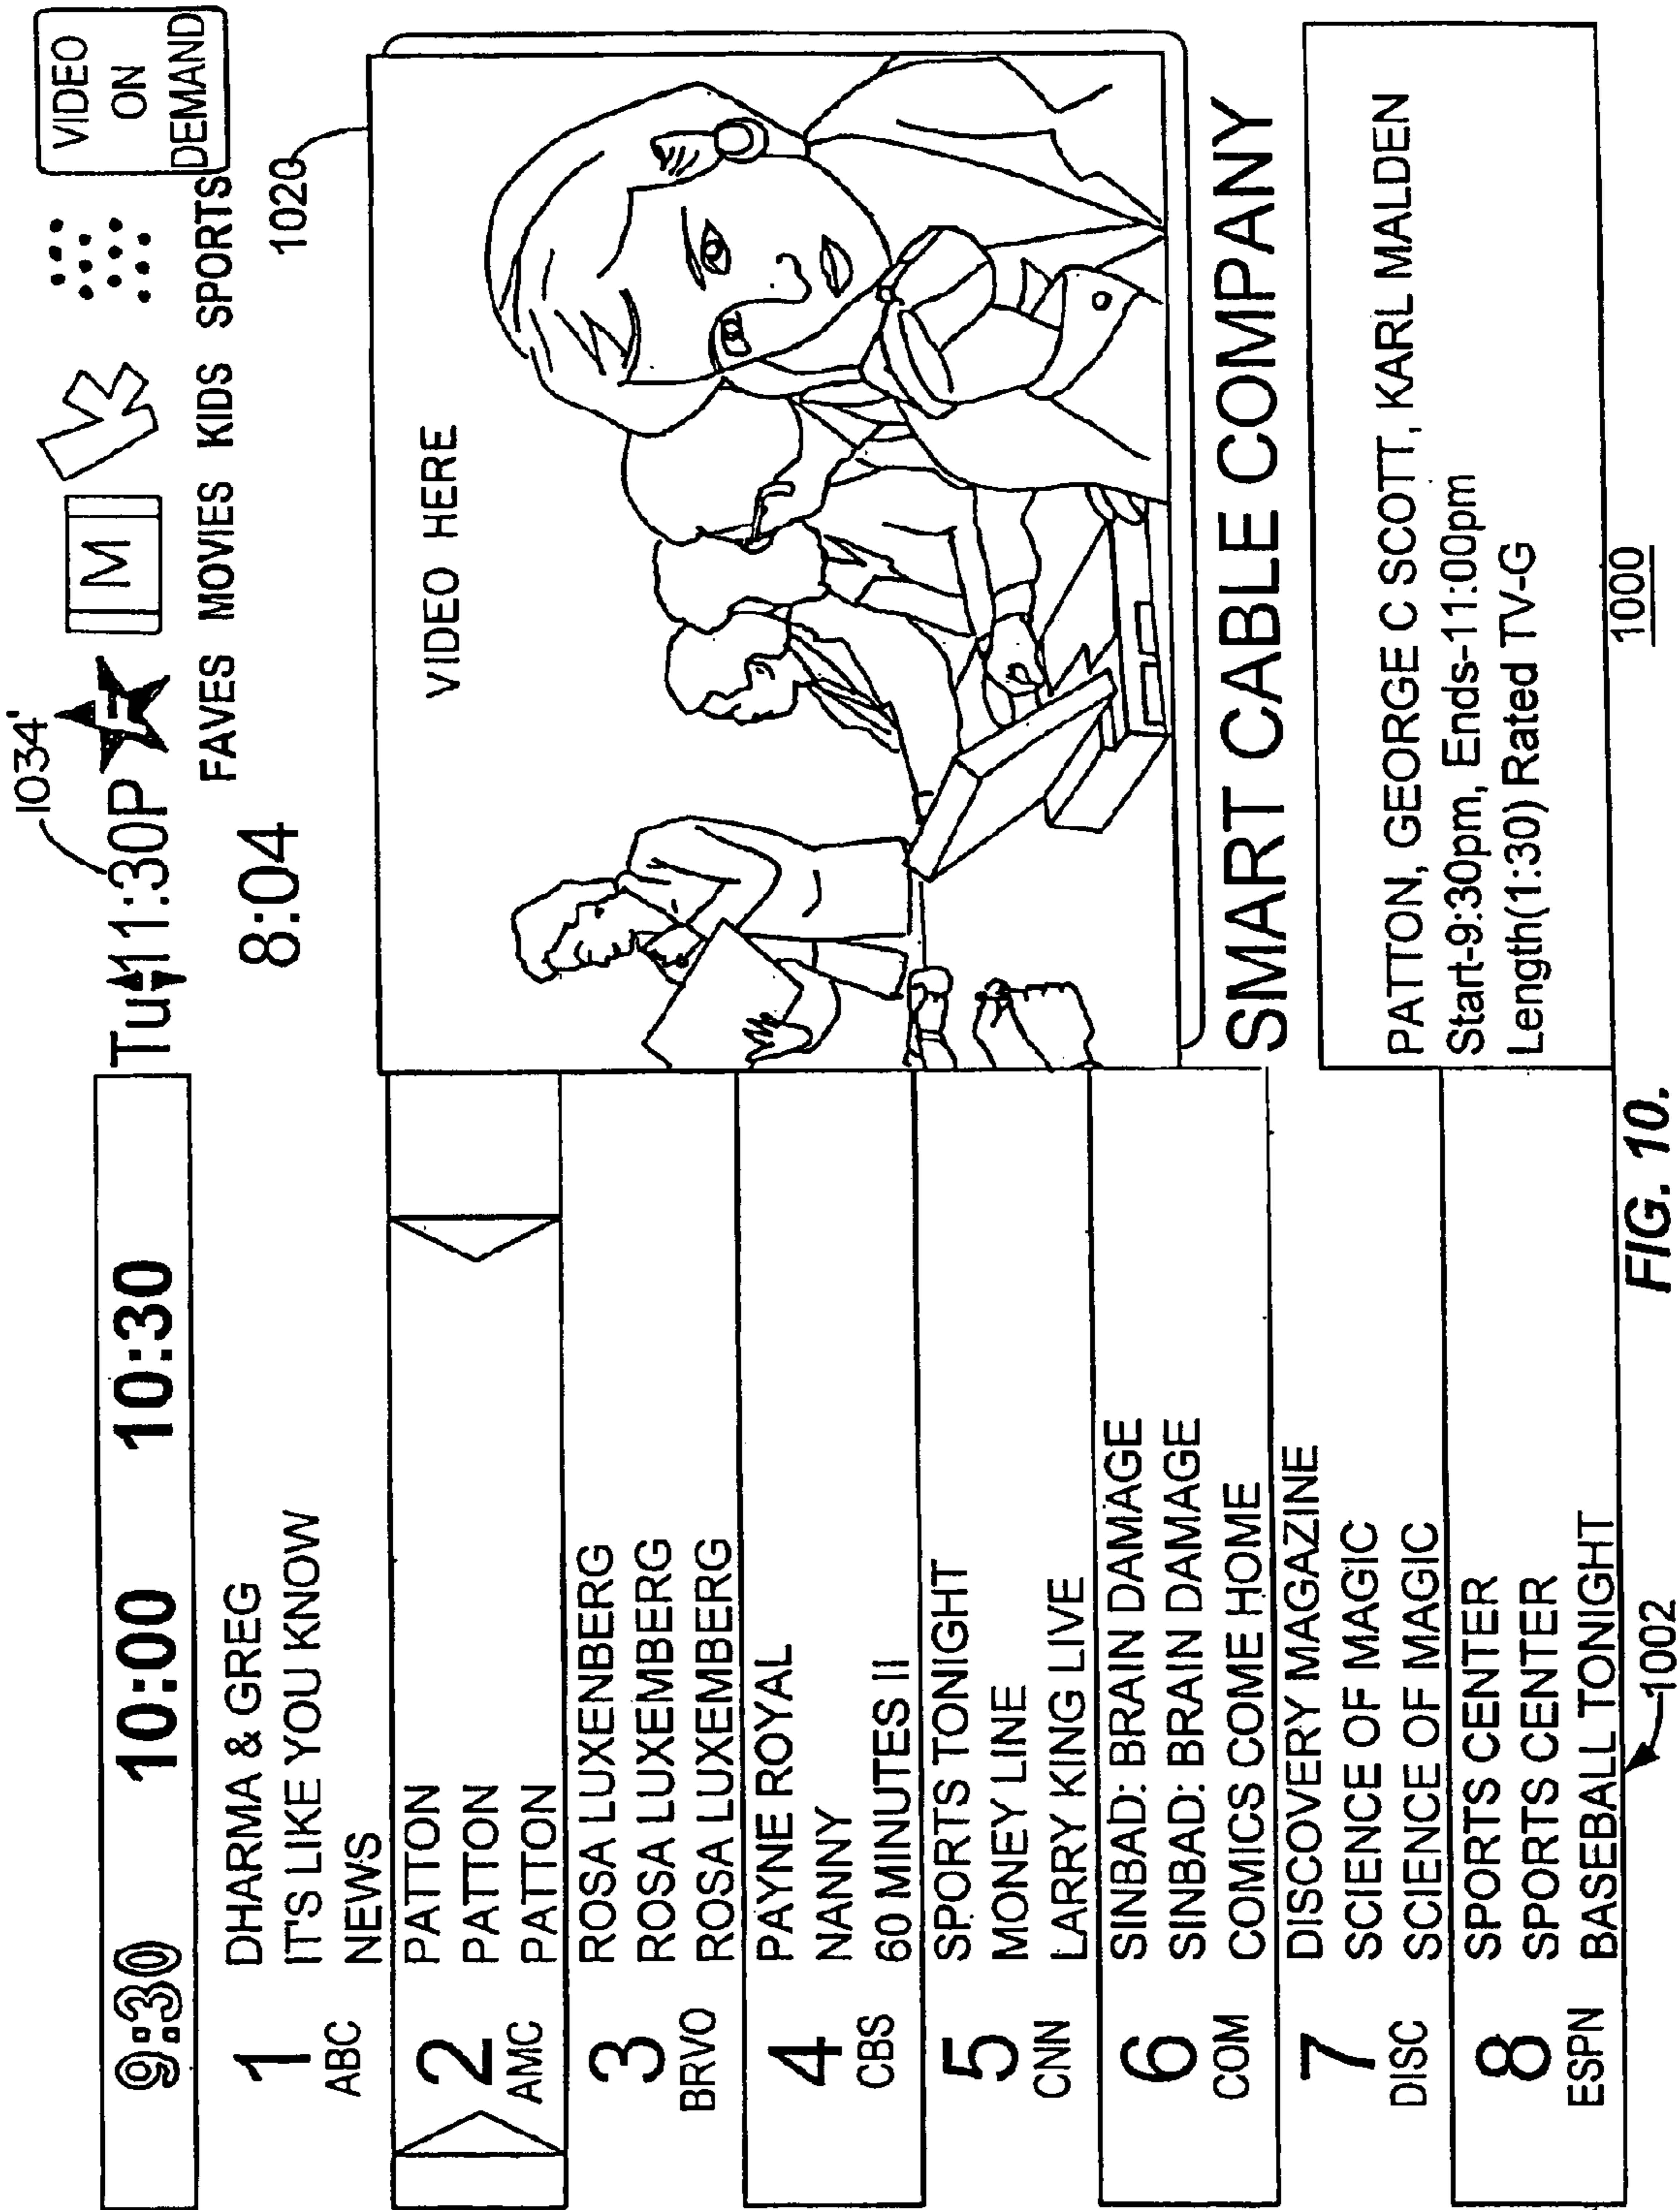 1034'
Tu 11:30P
F
M
VIDEO
ON
DEMAND
FAVES MOVIES KIDS SPORTS
8:04
1020
9:30 10:00 10:30
1
ABC
DHARMA & GREG
IT'S LIKE YOU KNOW
NEWS
2
AMC
PATTON
PATTON
PATTON
3
BRVO
ROSA LUXENBERG
ROSA LUXEMBERG
ROSA LUXEMBERG
4
CBS
PAYNE ROYAL
NANNY
60 MINUTES II
5
CNN
SPORTS TONIGHT
MONEY LINE
LARRY KING LIVE
6
COM
SINBAD: BRAIN DAMAGE
SINBAD: BRAIN DAMAGE
COMICS COME HOME
7
DISC
DISCOVERY MAGAZINE
SCIENCE OF MAGIC
SCIENCE OF MAGIC
8
ESPN
SPORTS CENTER
SPORTS CENTER
BASEBALL TONIGHT
VIDEO HERE
SMART CABLE COMPANY
PATTON, GEORGE C SCOTT, KARL MALDEN
Start-9:30pm, Ends-11:00pm
Length(1:30) Rated TV-G
1002
1000
FIG. 10.